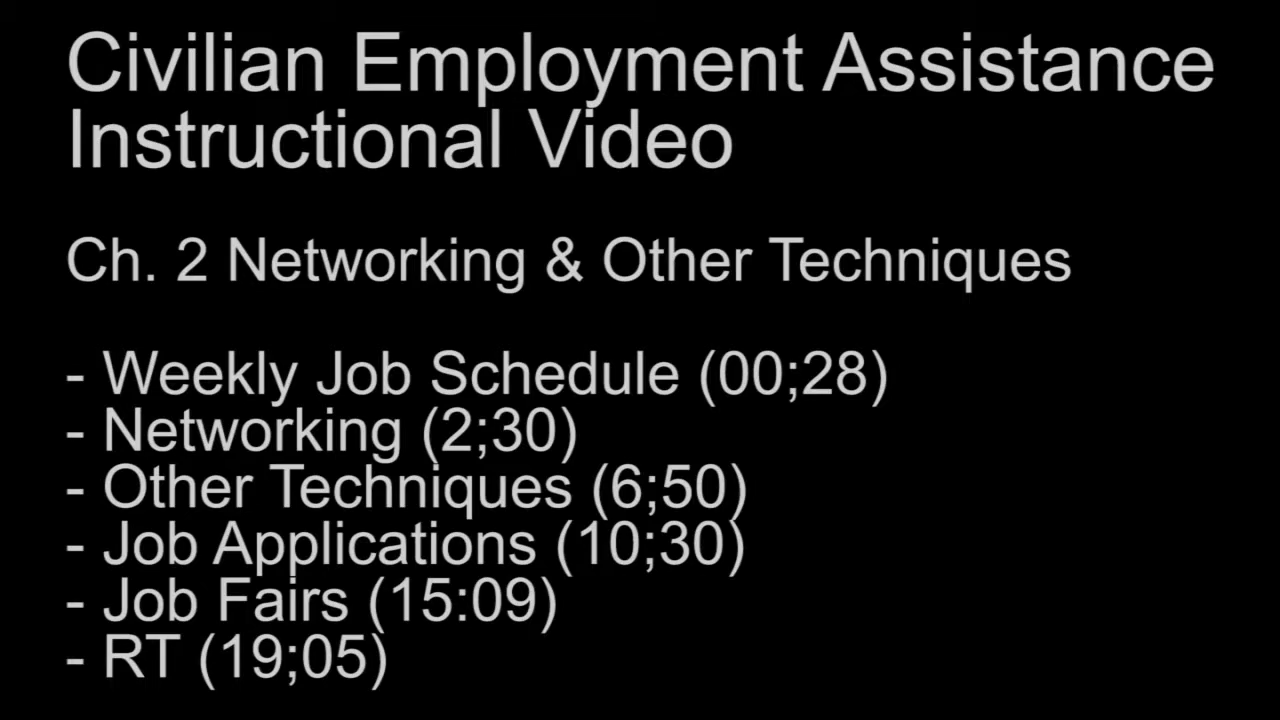 Civilian Employment Assistance
Instructional Video
Ch. 2 Networking & Other Techniques
- Weekly Job Schedule (00;28)
- Networking (2;30)
- Other Techniques (6;50)
- Job Applications (10;30)
- Job Fairs (15:09)
- RT (19;05)